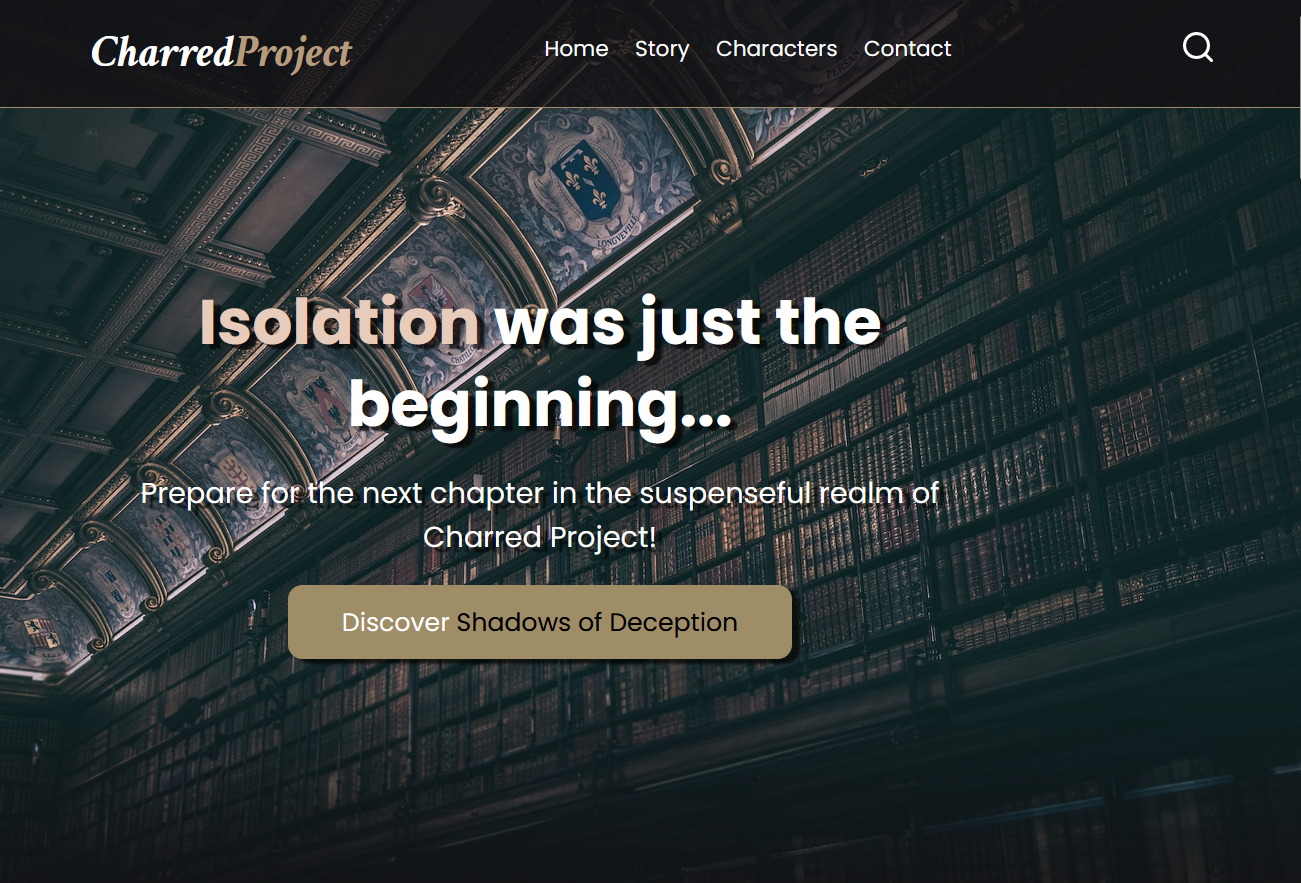 CharredProject
Home Story Characters Contact
LONGVEVILLE
Isolation was just the
beginning...
Prepare for the next chapter in the suspenseful realm of
Charred Project!
Discover Shadows of Deception